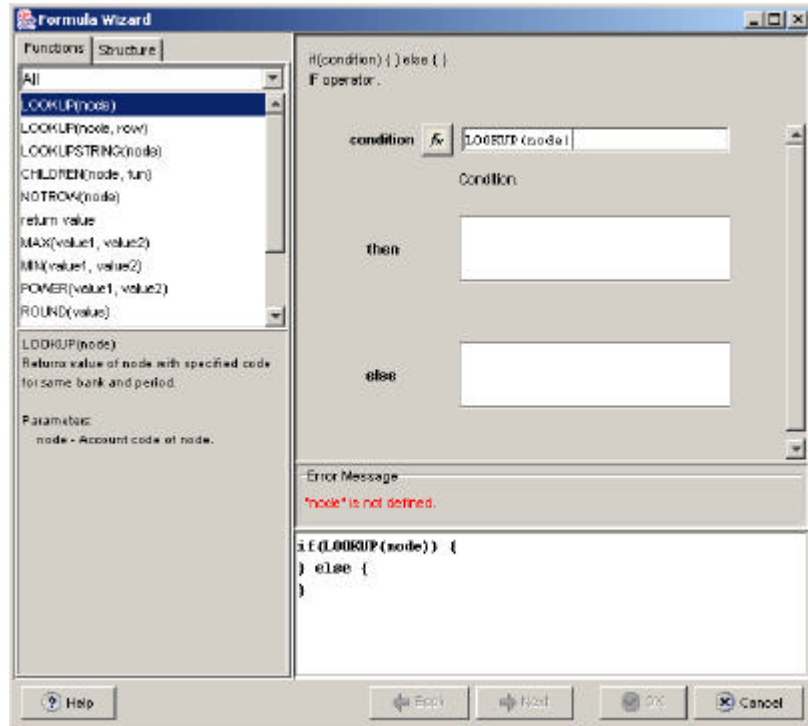 Formula Wizard
Functions
Structure
All
LOOKUP(node)
LOOKUP(node, row)
LOOKUPSTRING(node)
CHILDREN(node, fun)
NOTROW(node)
return value
MAX(value1, value2)
MIN(value1, value2)
POWER(value1, value2)
ROUND(value)
LOOKUP(node)
Returns value of node with specified code
for same bank and period.
Parameters:
node - Account code of node.
if(condition) { } else { }
IF operator.
condition
LOOKUP(node)
Condition.
then
else
Error Message
"node" is not defined.
if(LOOKUP(node)) {
} else {
}
Help
Back
Next
OK
Cancel